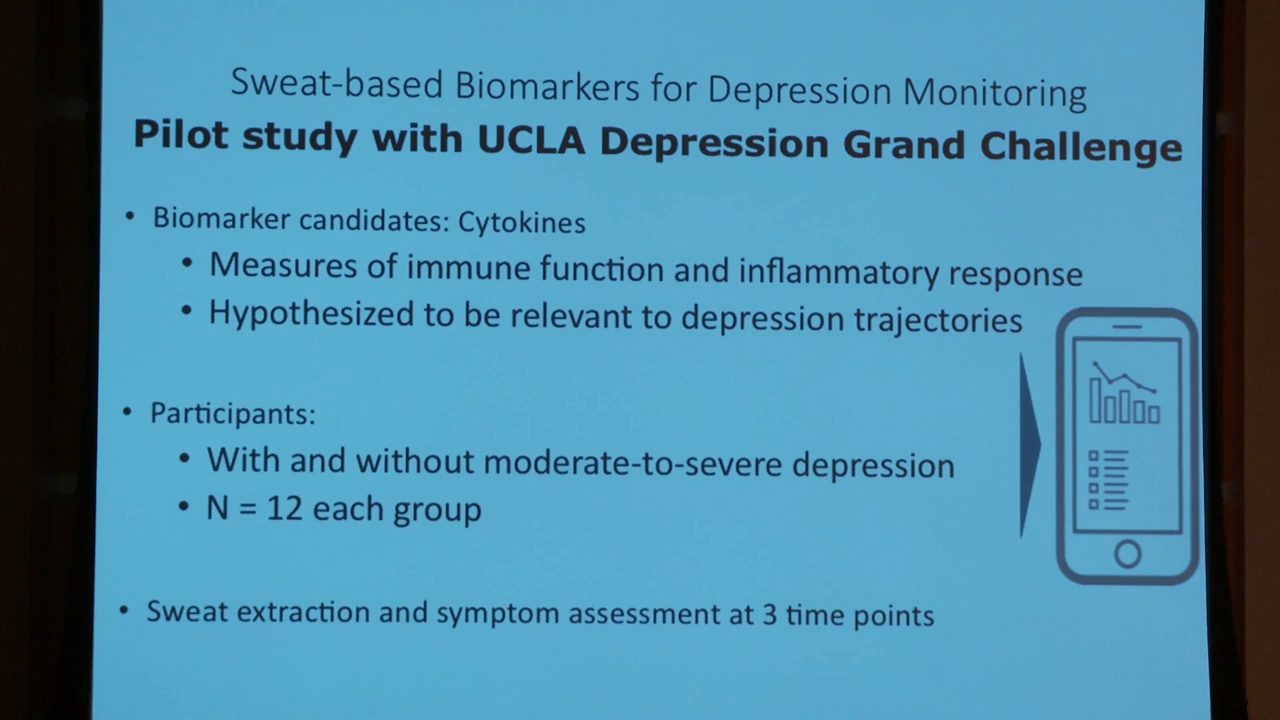 Sweat-based Biomarkers for Depression Monitoring
Pilot study with UCLA Depression Grand Challenge
• Biomarker candidates: Cytokines
• Measures of immune function and inflammatory response
• Hypothesized to be relevant to depression trajectories
• Participants:
• With and without moderate-to-severe depression
• N = 12 each group
• Sweat extraction and symptom assessment at 3 time points